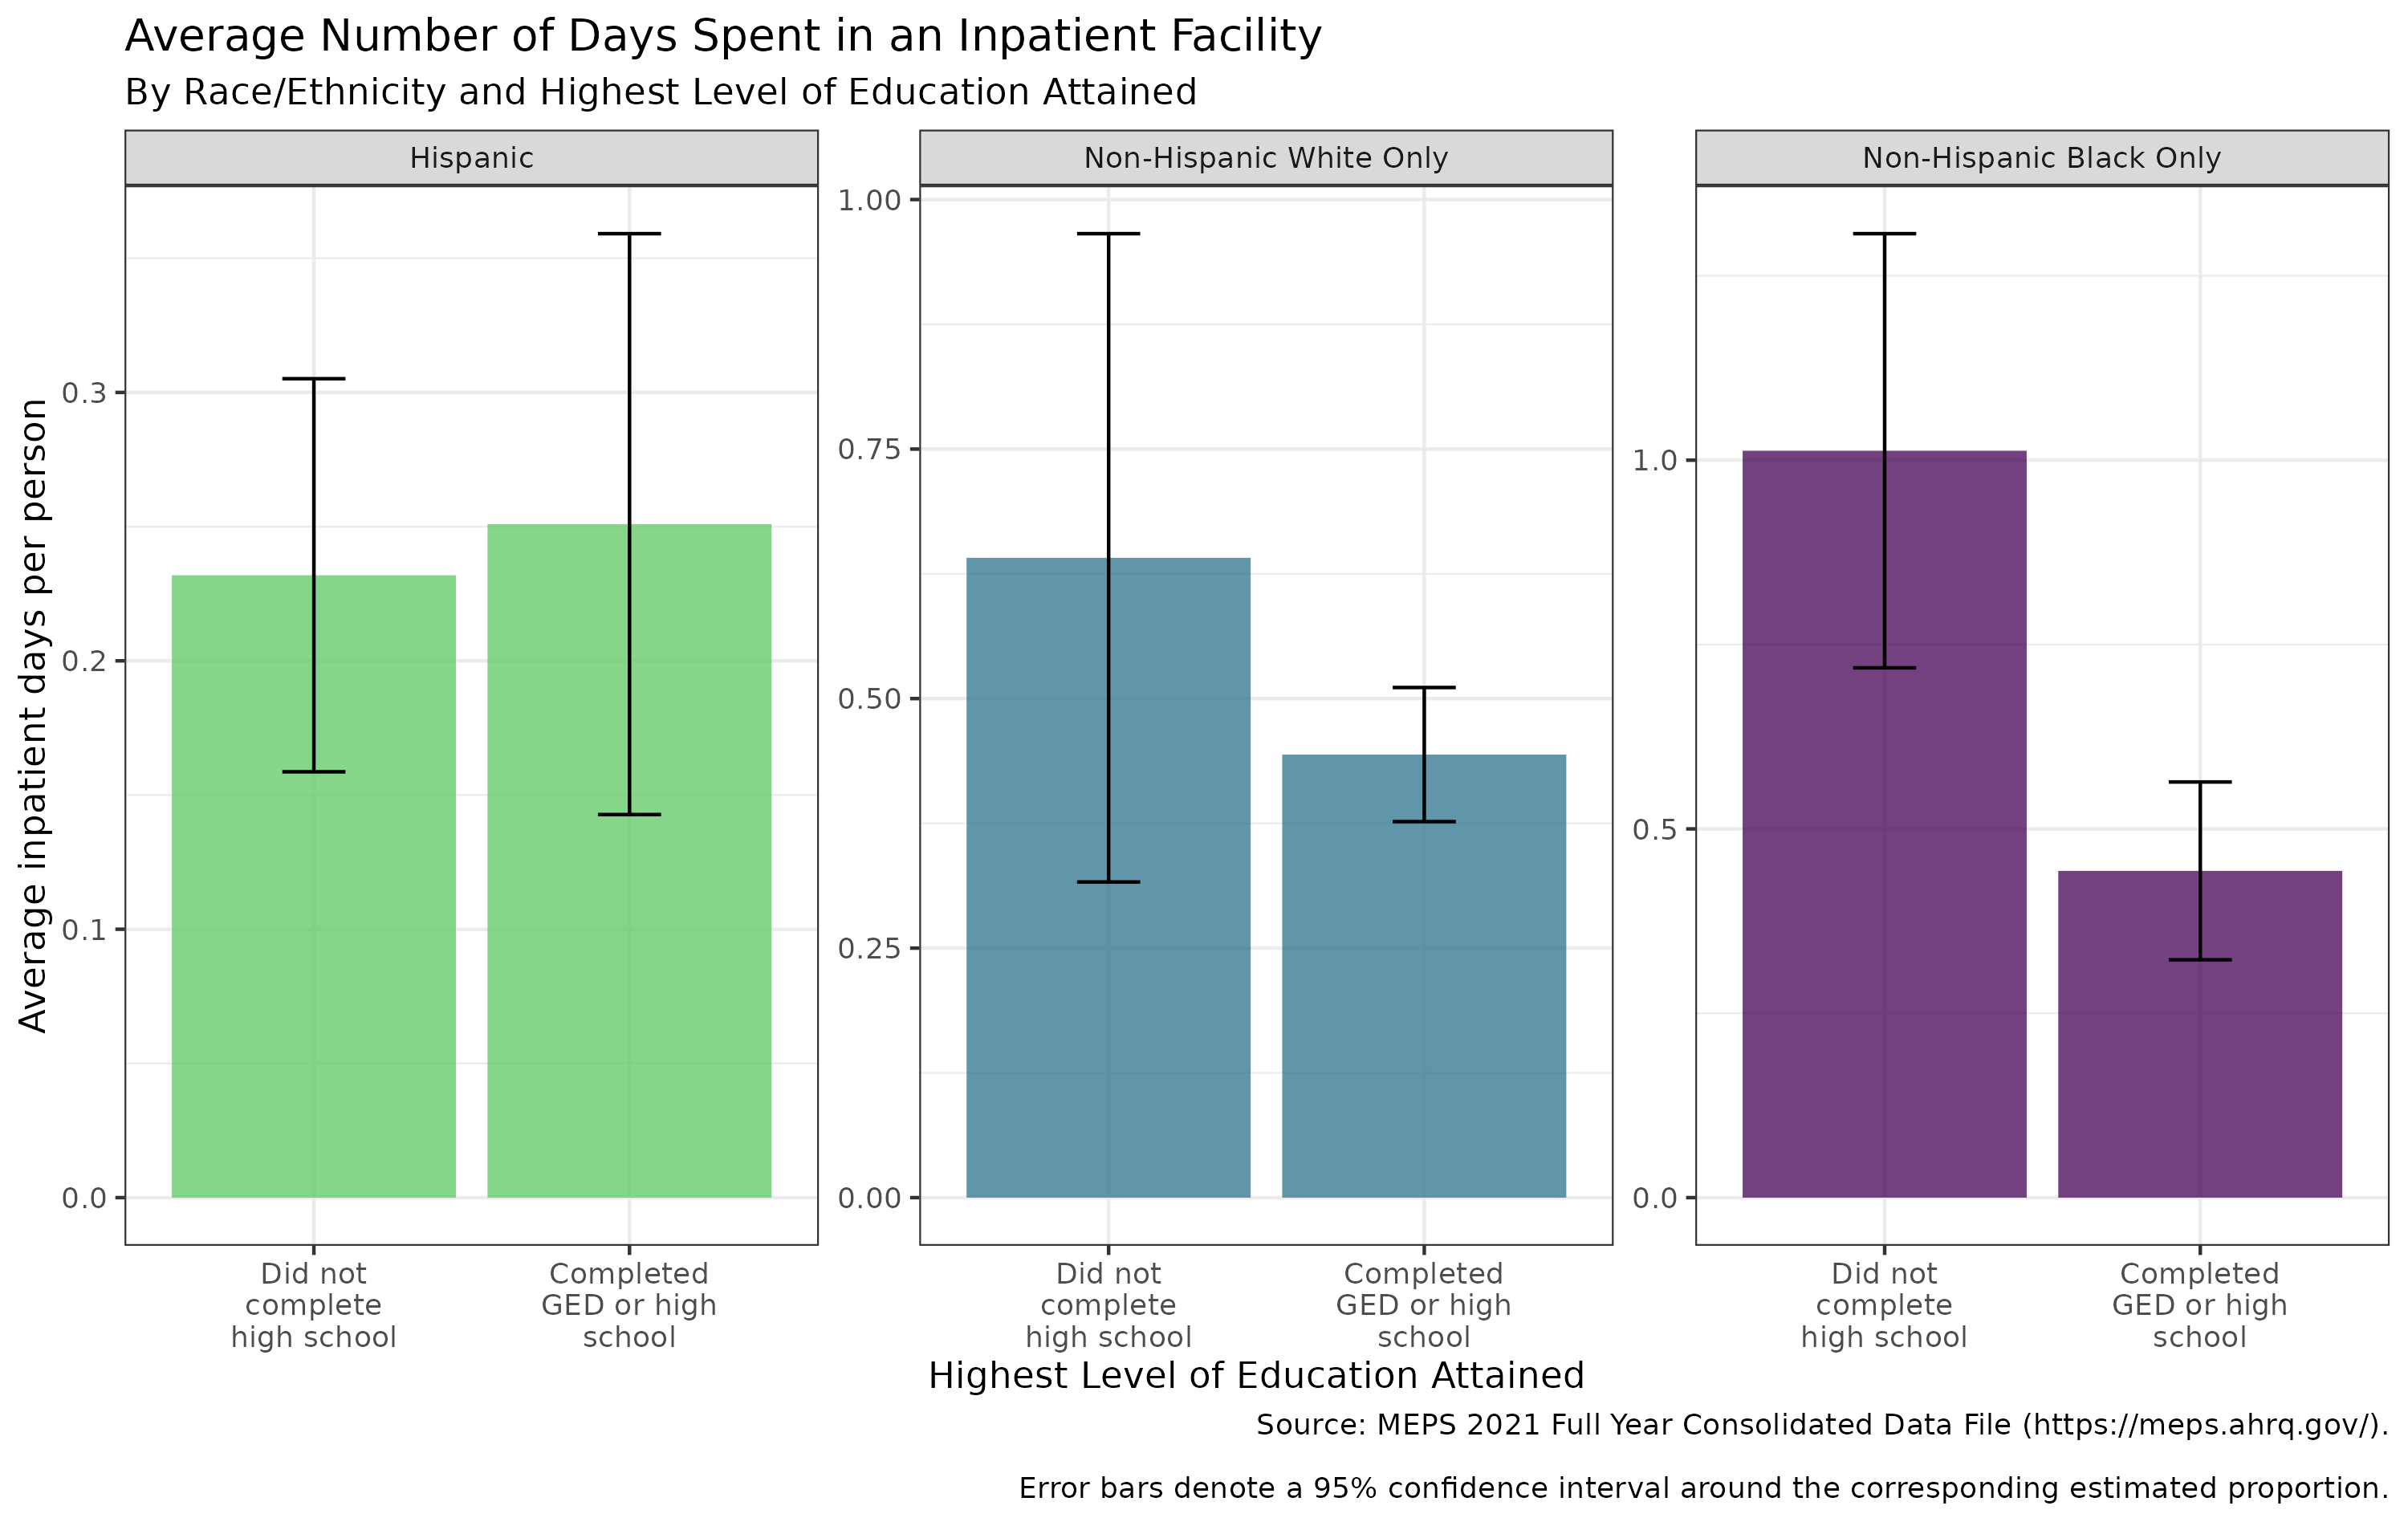 Average Number of Days Spent in an Inpatient Facility
By Race/Ethnicity and Highest Level of Education Attained
Average inpatient days per person
Hispanic
0.3
0.2
0.1
0.0
Did not
complete
high school
Completed
GED or high
school
Non-Hispanic White Only
1.00
0.75
0.50
0.25
0.00
Did not
complete
high school
Completed
GED or high
school
Non-Hispanic Black Only
1.0
0.5
0.0
Did not
complete
high school
Completed
GED or high
school
Highest Level of Education Attained
Source: MEPS 2021 Full Year Consolidated Data File (https://meps.ahrq.gov/).
Error bars denote a 95% confidence interval around the corresponding estimated proportion.